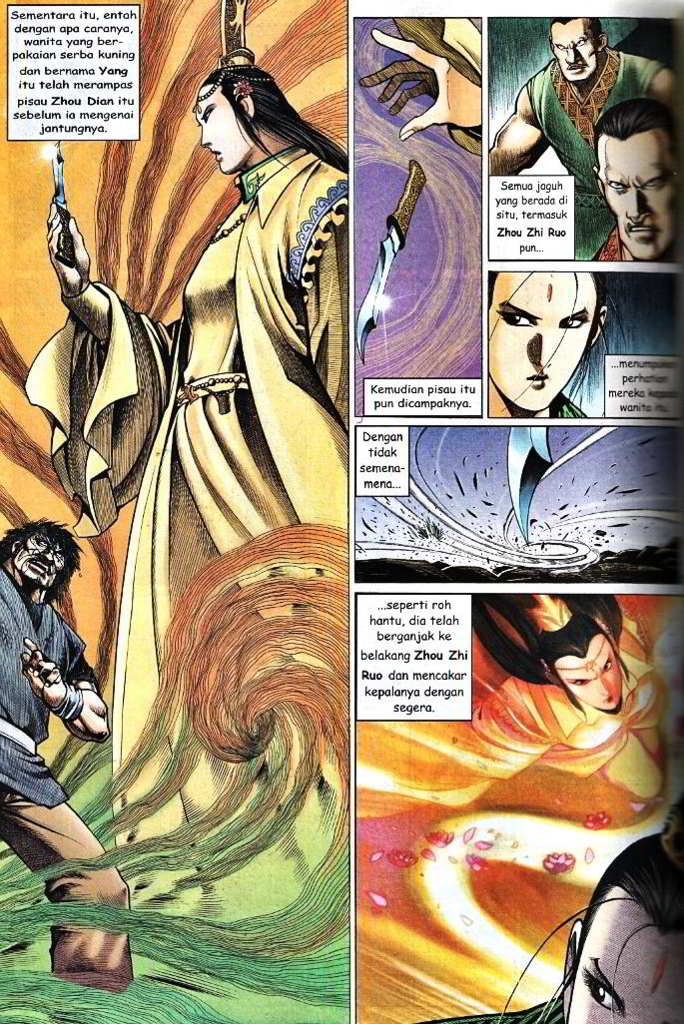 Sementara itu, entah
dengan apa caranya,
wanita yang ber-
pakaian serba kuning
dan bernama Yang
itu telah merampas
pisau Zhou Dian itu
sebelum ia mengenai
jantungnya.
Kemudian pisau itu
pun dicampaknya.
Semua jaguh
yang berada di
situ, termasuk
Zhou Zhi Ruo
pun...
...menumpukan
perhatian
mereka kepada
wanita itu.
Dengan
tidak
semena-
mena...
...seperti roh
hantu, dia telah
berganjak ke
belakang Zhou Zhi
Ruo dan mencakar
kepalanya dengan
segera.